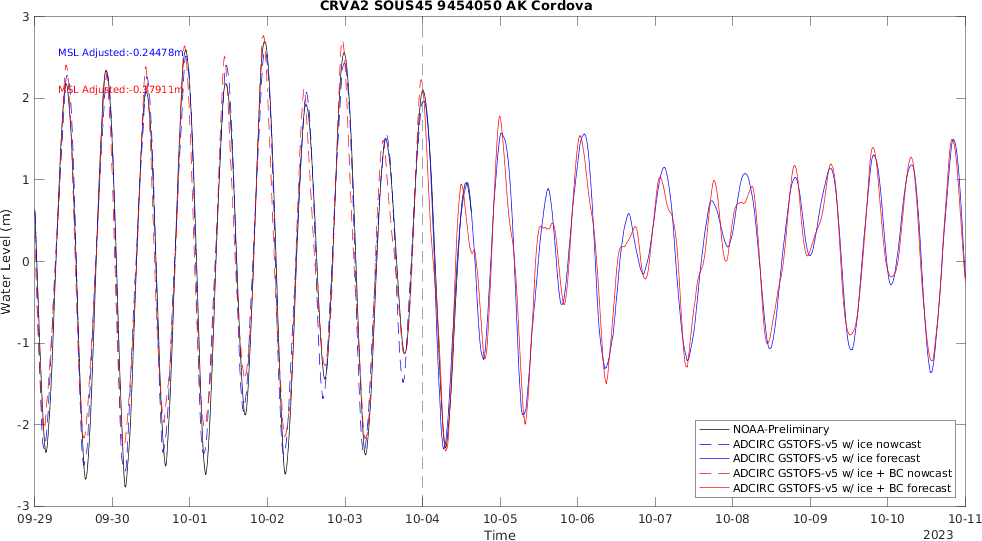 CRVA2 SOUS45 9454050 AK Cordova
MSL Adjusted:-0.24478m
MSL Adjusted:-0.37911m
Water Level (m)
3
2
1
0
-1
-2
-3
NOAA-Preliminary
ADCIRC GSTOFS-v5 w/ ice nowcast
ADCIRC GSTOFS-v5 w/ ice forecast
ADCIRC GSTOFS-v5 w/ ice + BC nowcast
ADCIRC GSTOFS-v5 w/ ice + BC forecast
09-29 09-30 10-01 10-02 10-03 10-04 10-05 10-06 10-07 10-08 10-09 10-10 10-11
Time
2023